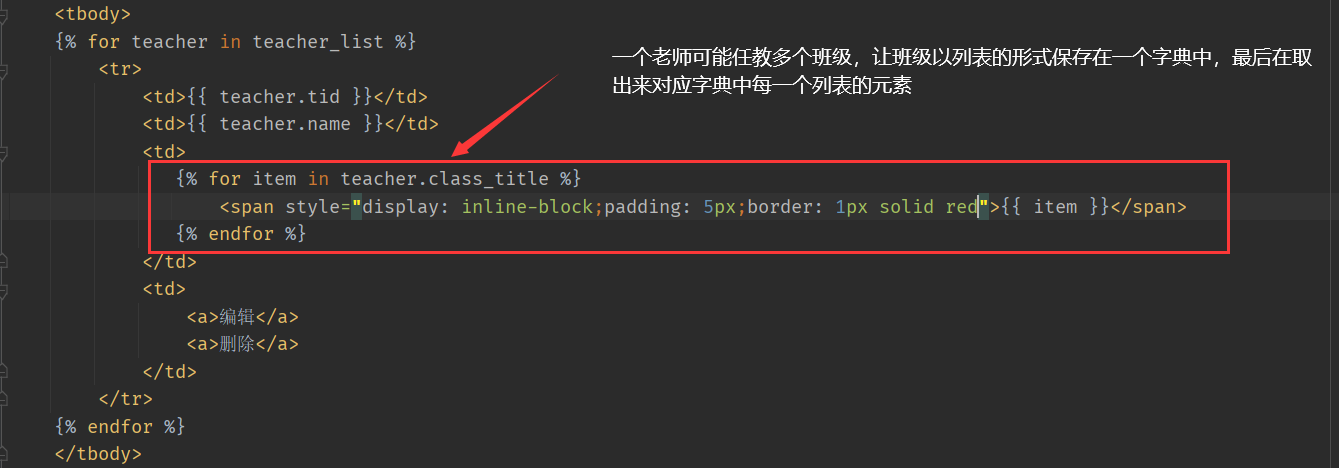 <tbody>
{% for teacher in teacher_list %}
一个老师可能任教多个班级，让班级以列表的形式保存在一个字典中，最后在取
出来对应字典中每一个列表的元素
<tr>
<td>{{ teacher.tid }}</td>
<td>{{ teacher.name }}</td>
<td>
{% for item in teacher.class_title %}
<span style="display: inline-block;padding: 5px;border: 1px solid red">{{ item }}</span>
{% endfor %}
</td>
<td>
<a>编辑</a>
<a>删除</a>
</td>
</tr>
{% endfor %}
</tbody>